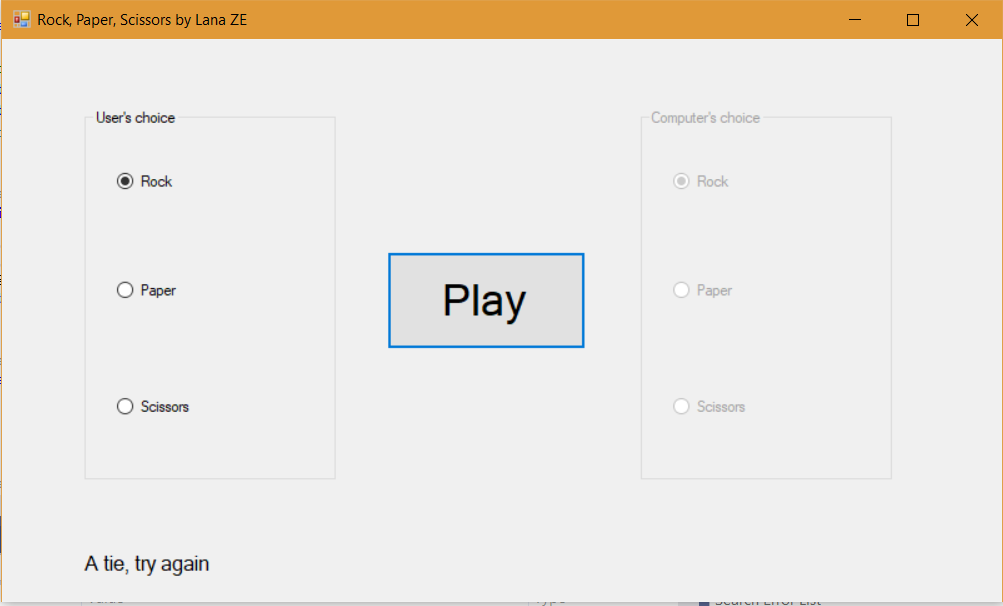 Rock, Paper, Scissors by Lana ZE
User's choice
Rock
Paper
Scissors
Play
Computer's choice
Rock
Paper
Scissors
A tie, try again